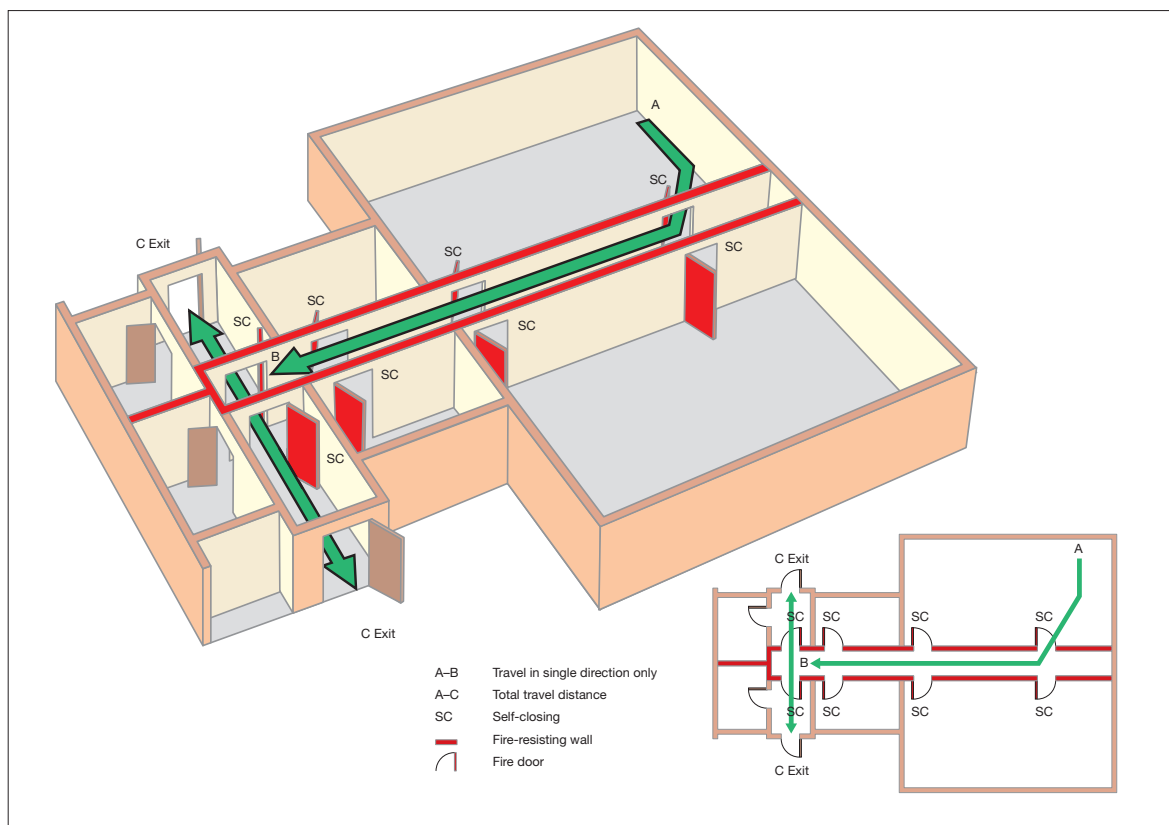 A
SC
SC
C Exit
SC
SC
SC
SC
B
SC
SC
SC
C Exit
A–B Travel in single direction only
A–C Total travel distance
SC Self-closing
Fire-resisting wall
Fire door
A
C Exit
SC SC SC SC
B
SC SC SC SC
C Exit